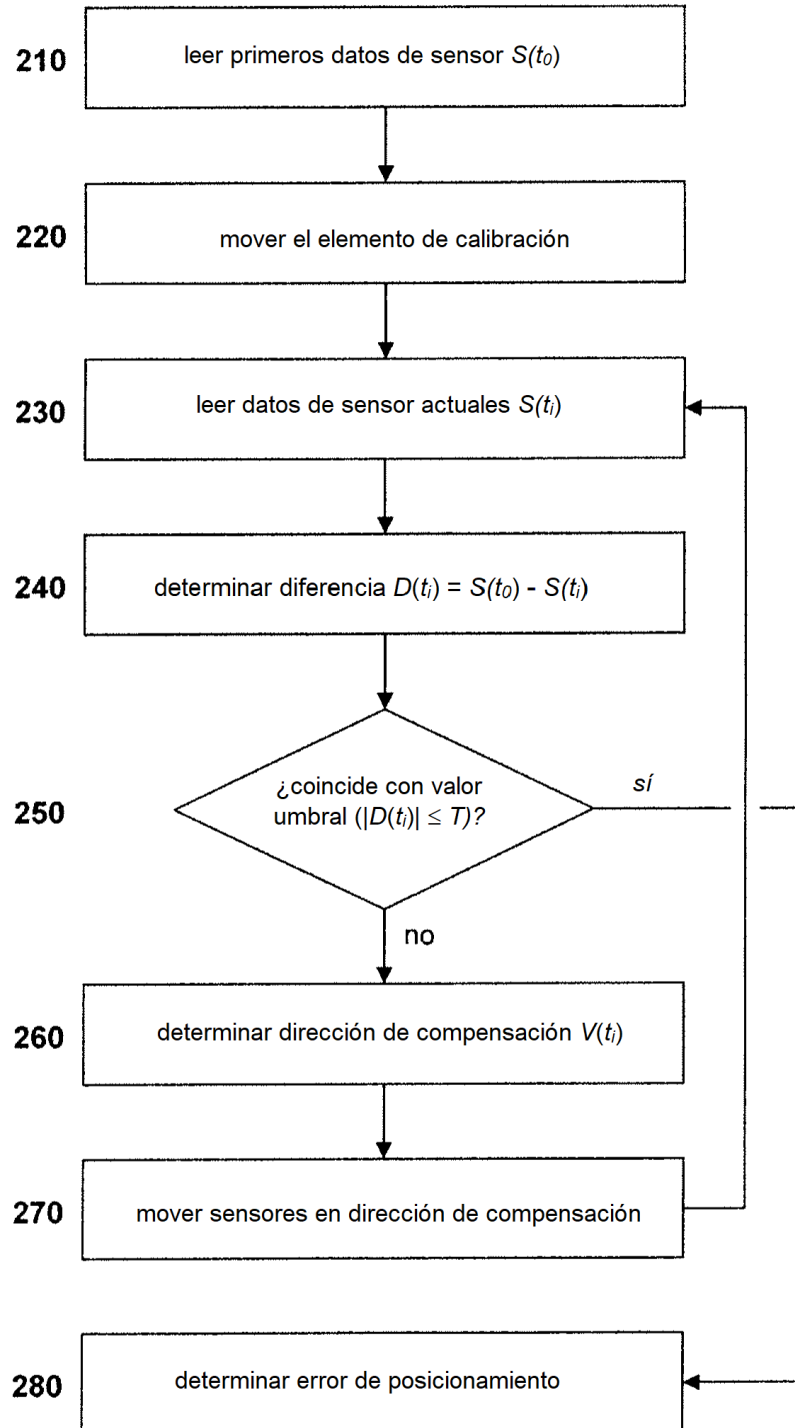 210
leer primeros datos de sensor S(t0)
220
mover el elemento de calibración
230
leer datos de sensor actuales S(ti)
240
determinar diferencia D(ti) = S(t0) - S(ti)
250
¿coincide con valor
umbral (|D(ti)| ≤ T)?
sí
no
260
determinar dirección de compensación V(ti)
270
mover sensores en dirección de compensación
280
determinar error de posicionamiento